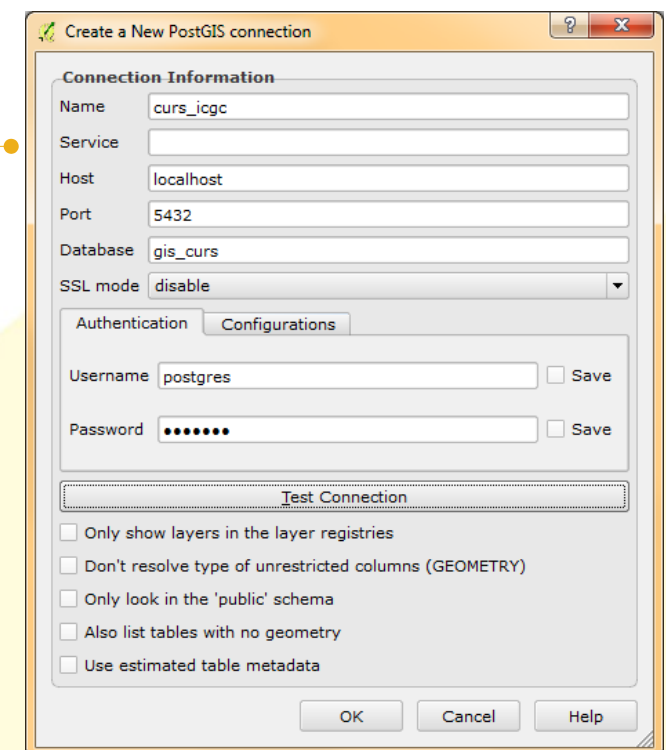 Create a New PostGIS connection
Connection Information
Name curs_icgc
Service
Host localhost
Port 5432
Database gis_curs
SSL mode disable
Authentication Configurations
Username postgres Save
Password ●●●●●●● Save
Test Connection
Only show layers in the layer registries
Don't resolve type of unrestricted columns (GEOMETRY)
Only look in the 'public' schema
Also list tables with no geometry
Use estimated table metadata
OK Cancel Help